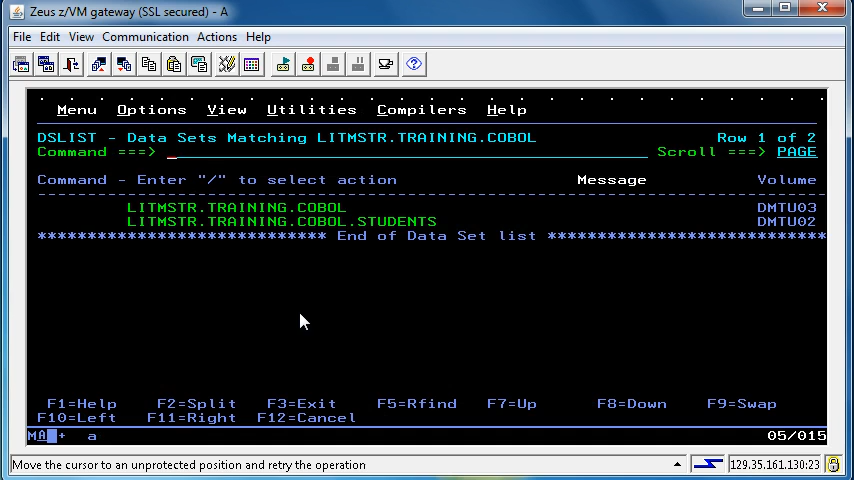 Zeus z/VM gateway (SSL secured) - A
File Edit View Communication Actions Help
Menu Options View Utilities Compilers Help
DSLIST - Data Sets Matching LITMSTR.TRAINING.COBOL Row 1 of 2
Command ===> Scroll ===> PAGE
Command - Enter "/" to select action Message Volume
-------------------------------------------------------------------------------
LITMSTR.TRAINING.COBOL DMTU03
LITMSTR.TRAINING.COBOL.STUDENTS DMTU02
***************************** End of Data Set list ****************************
F1=Help F2=Split F3=Exit F5=Rfind F7=Up F8=Down F9=Swap
F10=Left F11=Right F12=Cancel
MA + a 05/015
Move the cursor to an unprotected position and retry the operation 129.35.161.130:23